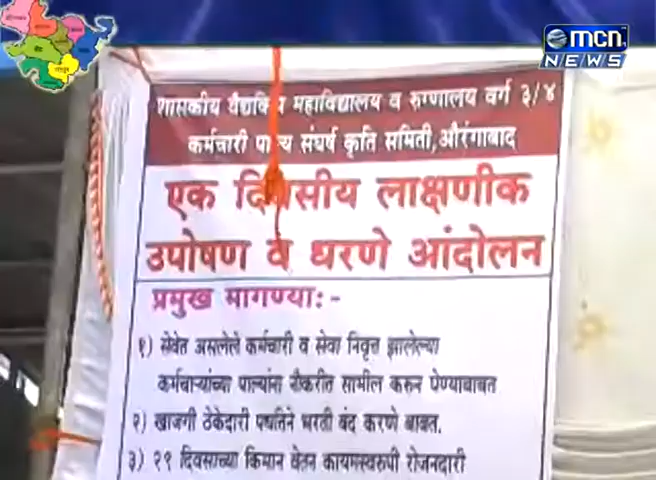 mcn
NEWS
शासकीय वैद्यकिय महाविद्यालय व रुग्णालय वर्ग ३/४
कर्मचारी पाल्य संघर्ष कृति समिती,औरंगाबाद
एक दिवसीय लाक्षणीक
उपोषण व धरणे आंदोलन
प्रमुख मागण्या:-
१) सेवेत असलेले कर्मचारी व सेवा निवृत्त झालेल्या
कर्मचाऱ्यांच्या पाल्यांना नौकरीत सामील करुन घेण्याबाबत
२) खाजगी ठेकेदारी पध्दतिने भरती बंद करणे बाबत.
३) २९ दिवसाच्या किमान वेतन कायमस्वरुपी रोजनदारी